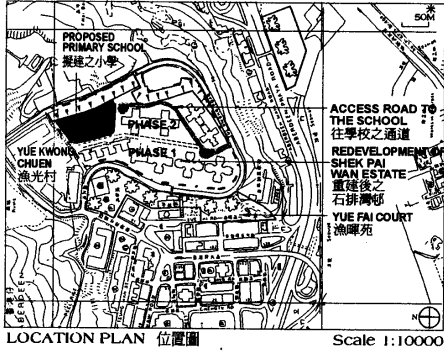 50M
PROPOSED
PRIMARY SCHOOL
擬建之小學
PHASE 2
PHASE 1
YUE KWONG
CHUEN
漁光村
ACCESS ROAD TO
THE SCHOOL
往學校之通道
REDEVELOPMENT OF
SHEK PAI
WAN ESTATE
重建後之
石排灣邨
YUE FAI COURT
漁暉苑
ABERDEEN
N
LOCATION PLAN 位置圖
Scale 1:10000